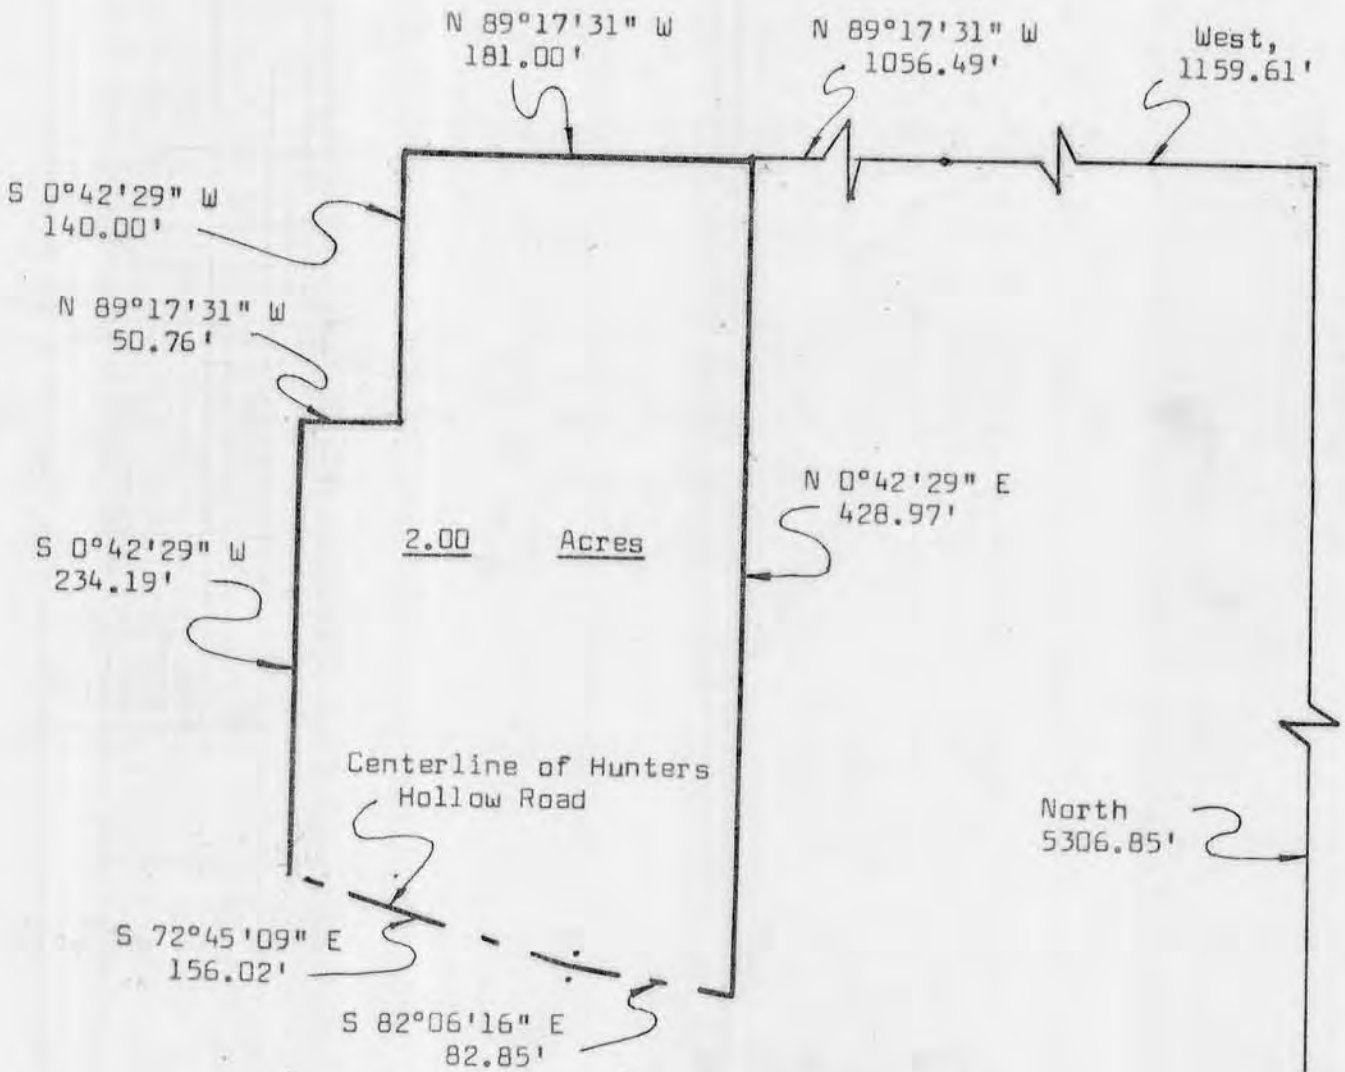 N 89°17'31" W
181.00'
N 89°17'31" W
1056.49'
West,
1159.61'
S 0°42'29" W
140.00'
N 89°17'31" W
50.76'
N 0°42'29" E
428.97'
2.00 Acres
S 0°42'29" W
234.19'
Centerline of Hunters
Hollow Road
North
5306.85'
S 72°45'09" E
156.02'
S 82°06'16" E
82.85'